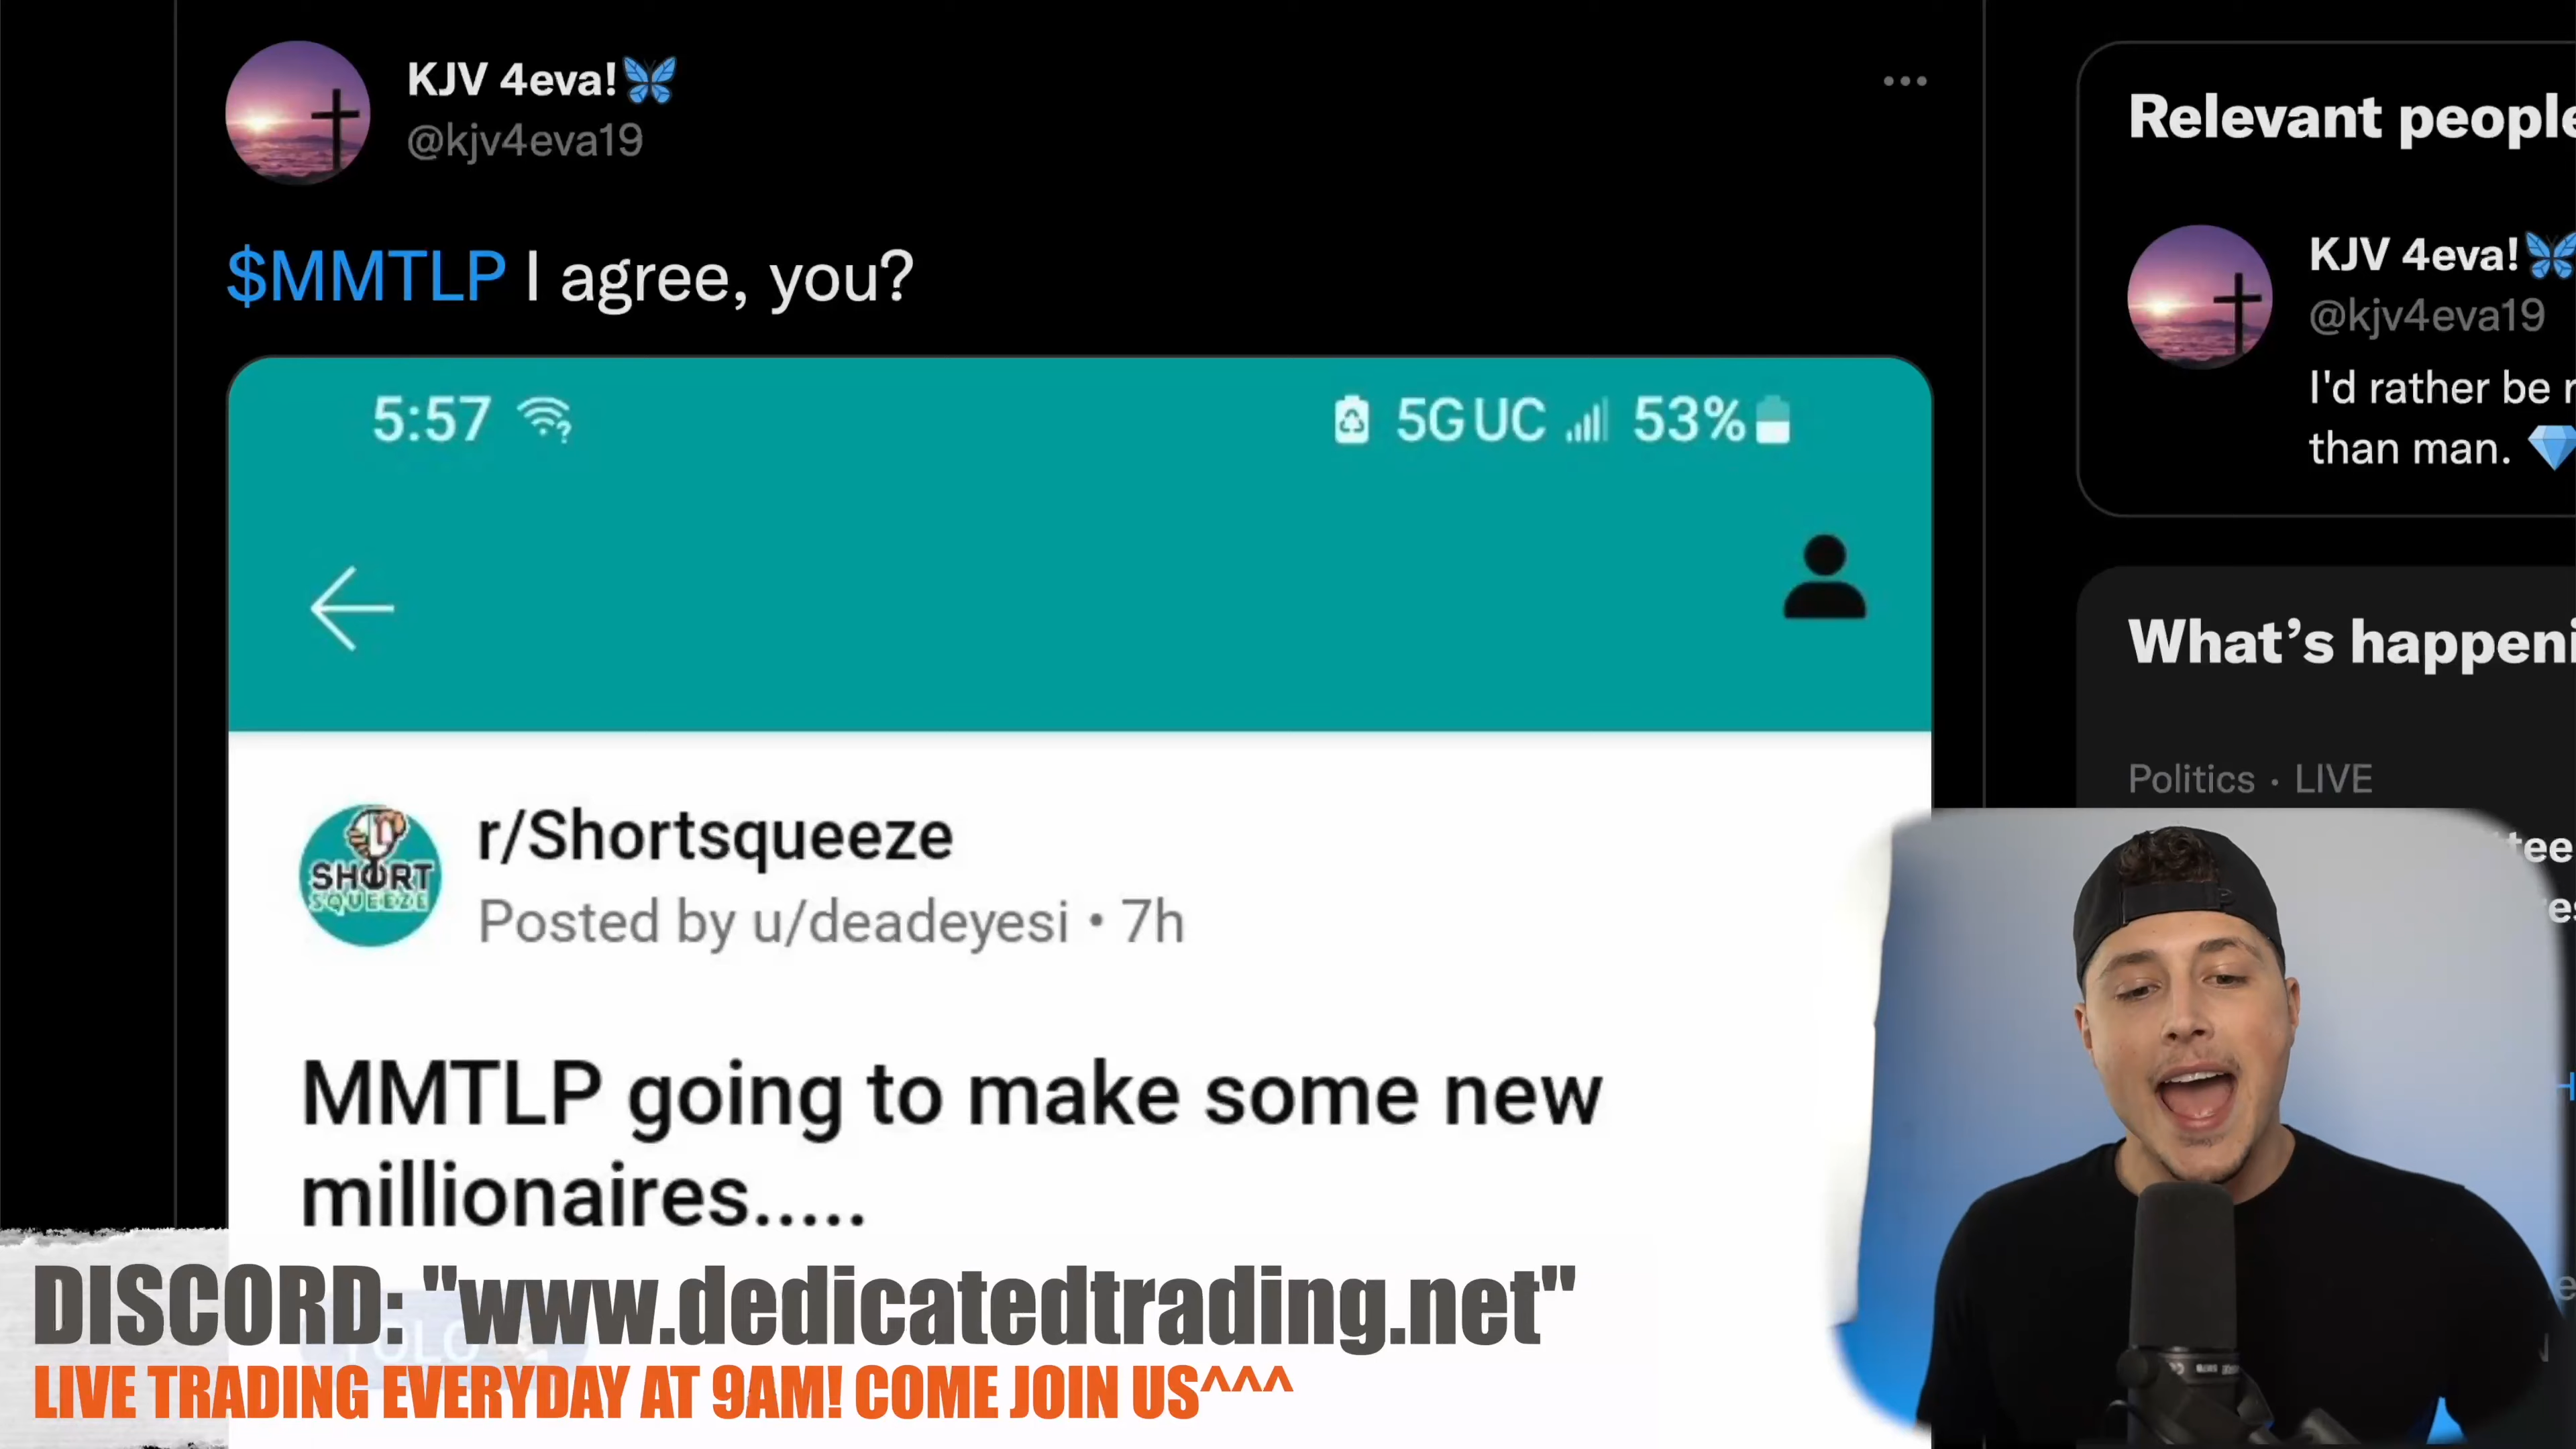 KJV 4eva!🦋
@kjv4eva19
$MMTLP I agree, you?
5:57
5G UC
53%
r/Shortsqueeze
SHORT
SQUEEZE
Posted by u/deadeyesi • 7h
MMTLP going to make some new
millionaires.....
DISCORD: "www.dedicatedtrading.net"
LIVE TRADING EVERYDAY AT 9AM! COME JOIN US^^^
Relevant people
KJV 4eva!🦋
@kjv4eva19
I'd rather be
than man. 💎
What’s happeni
Politics · LIVE